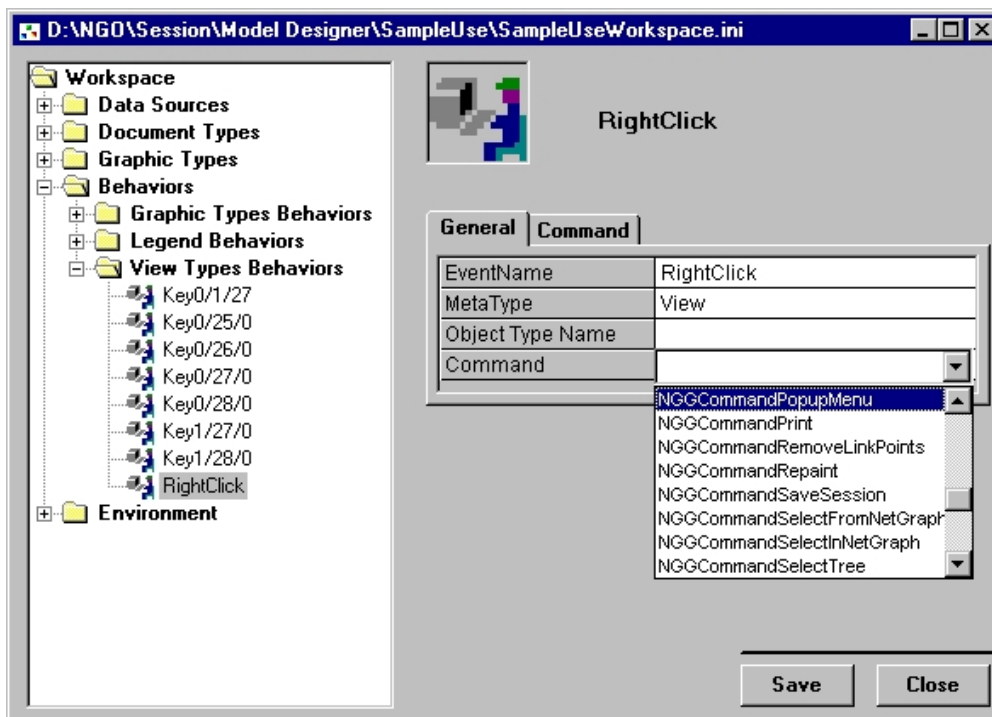 D:\NGO\Session\Model Designer\SampleUse\SampleUseWorkspace.ini
Workspace
Data Sources
Document Types
Graphic Types
Behaviors
Graphic Types Behaviors
Legend Behaviors
View Types Behaviors
Key0/1/27
Key0/25/0
Key0/26/0
Key0/27/0
Key0/28/0
Key1/27/0
Key1/28/0
RightClick
Environment
RightClick
General Command
EventName RightClick
MetaType View
Object Type Name
Command
NGGCommandPopupMenu
NGGCommandPrint
NGGCommandRemoveLinkPoints
NGGCommandRepaint
NGGCommandSaveSession
NGGCommandSelectFromNetGraph
NGGCommandSelectInNetGraph
NGGCommandSelectTree
Save Close